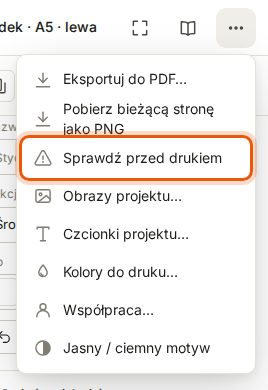 dek · A5 · lewa
Eksportuj do PDF...
Pobierz bieżącą stronę
jako PNG
Sprawdź przed drukiem
Obrazy projektu...
Czcionki projektu...
Kolory do druku...
Współpraca...
Jasny / ciemny motyw